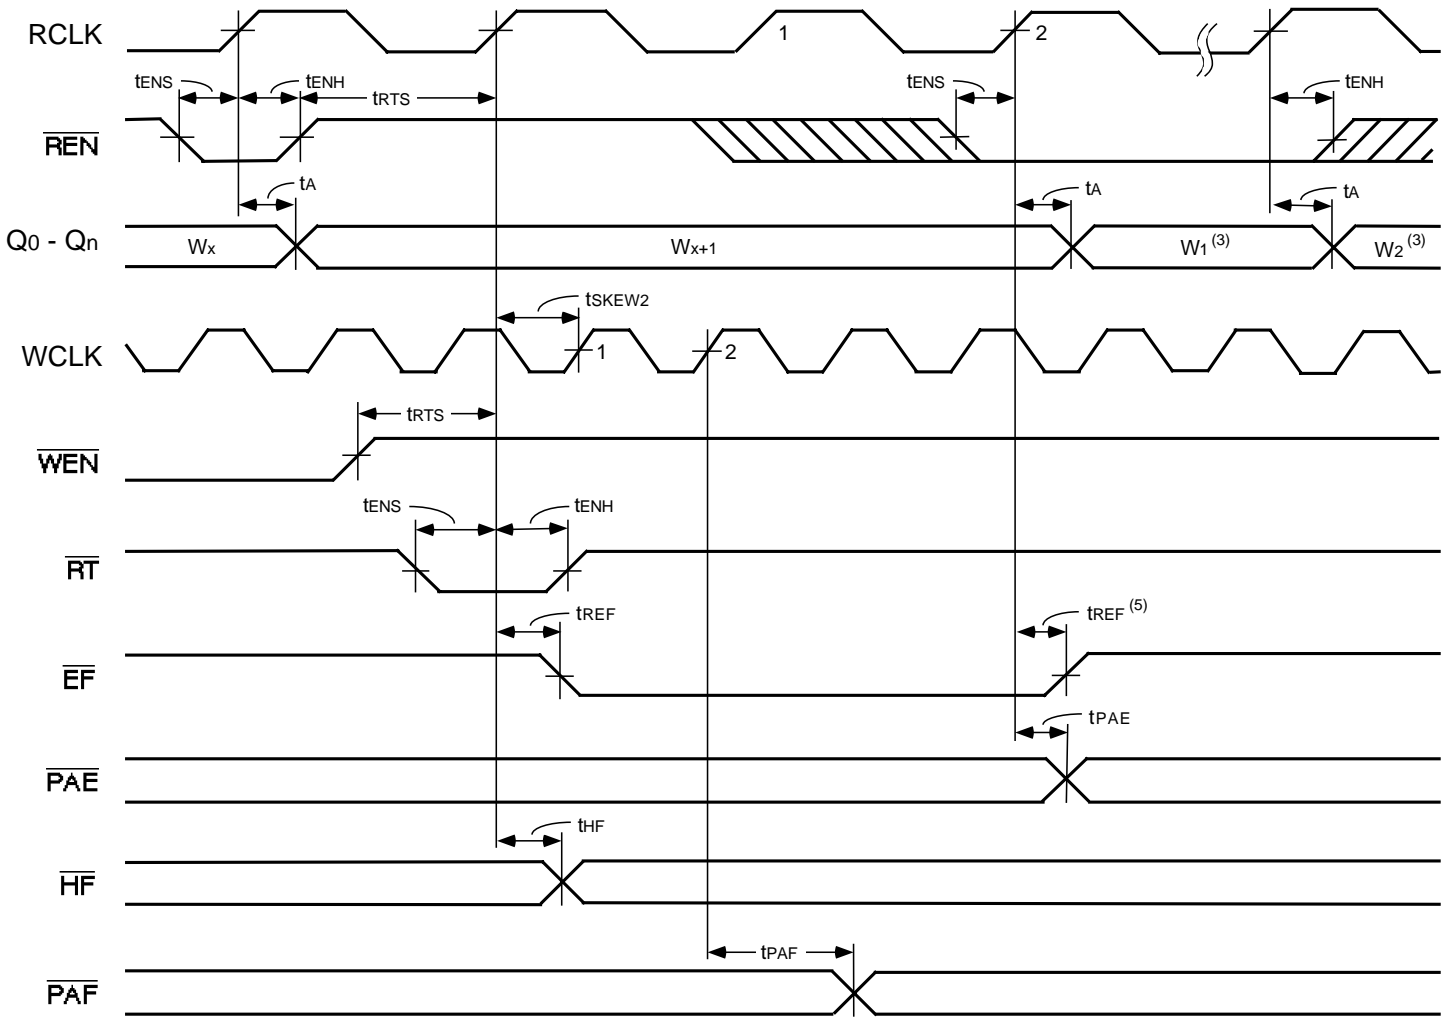 RCLK
1
2
tENS
tENH
tRTS
tENS
tENH
REN
tA
tA
tA
Q0 - Qn
Wx
Wx+1
W1 (3)
W2 (3)
tSKEW2
WCLK
1
2
tRTS
WEN
tENS
tENH
RT
tREF
tREF (5)
EF
tPAE
PAE
tHF
HF
tPAF
PAF